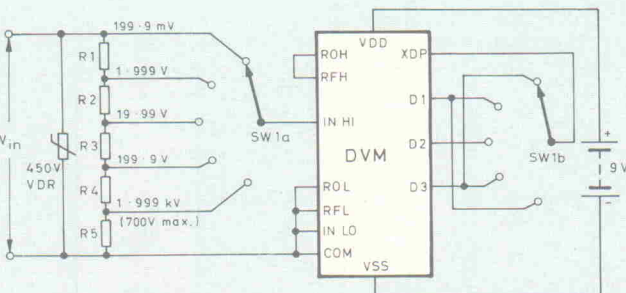 199·9 mV
R1
1·999 V
R2
19·99 V
R3
199·9 V
R4
1·999 kV
(700V max.)
R5
Vin
450V
VDR
SW1a
VDD
ROH
RFH
IN HI
DVM
ROL
RFL
IN LO
COM
VSS
XDP
D1
D2
D3
SW1b
+
9V
-